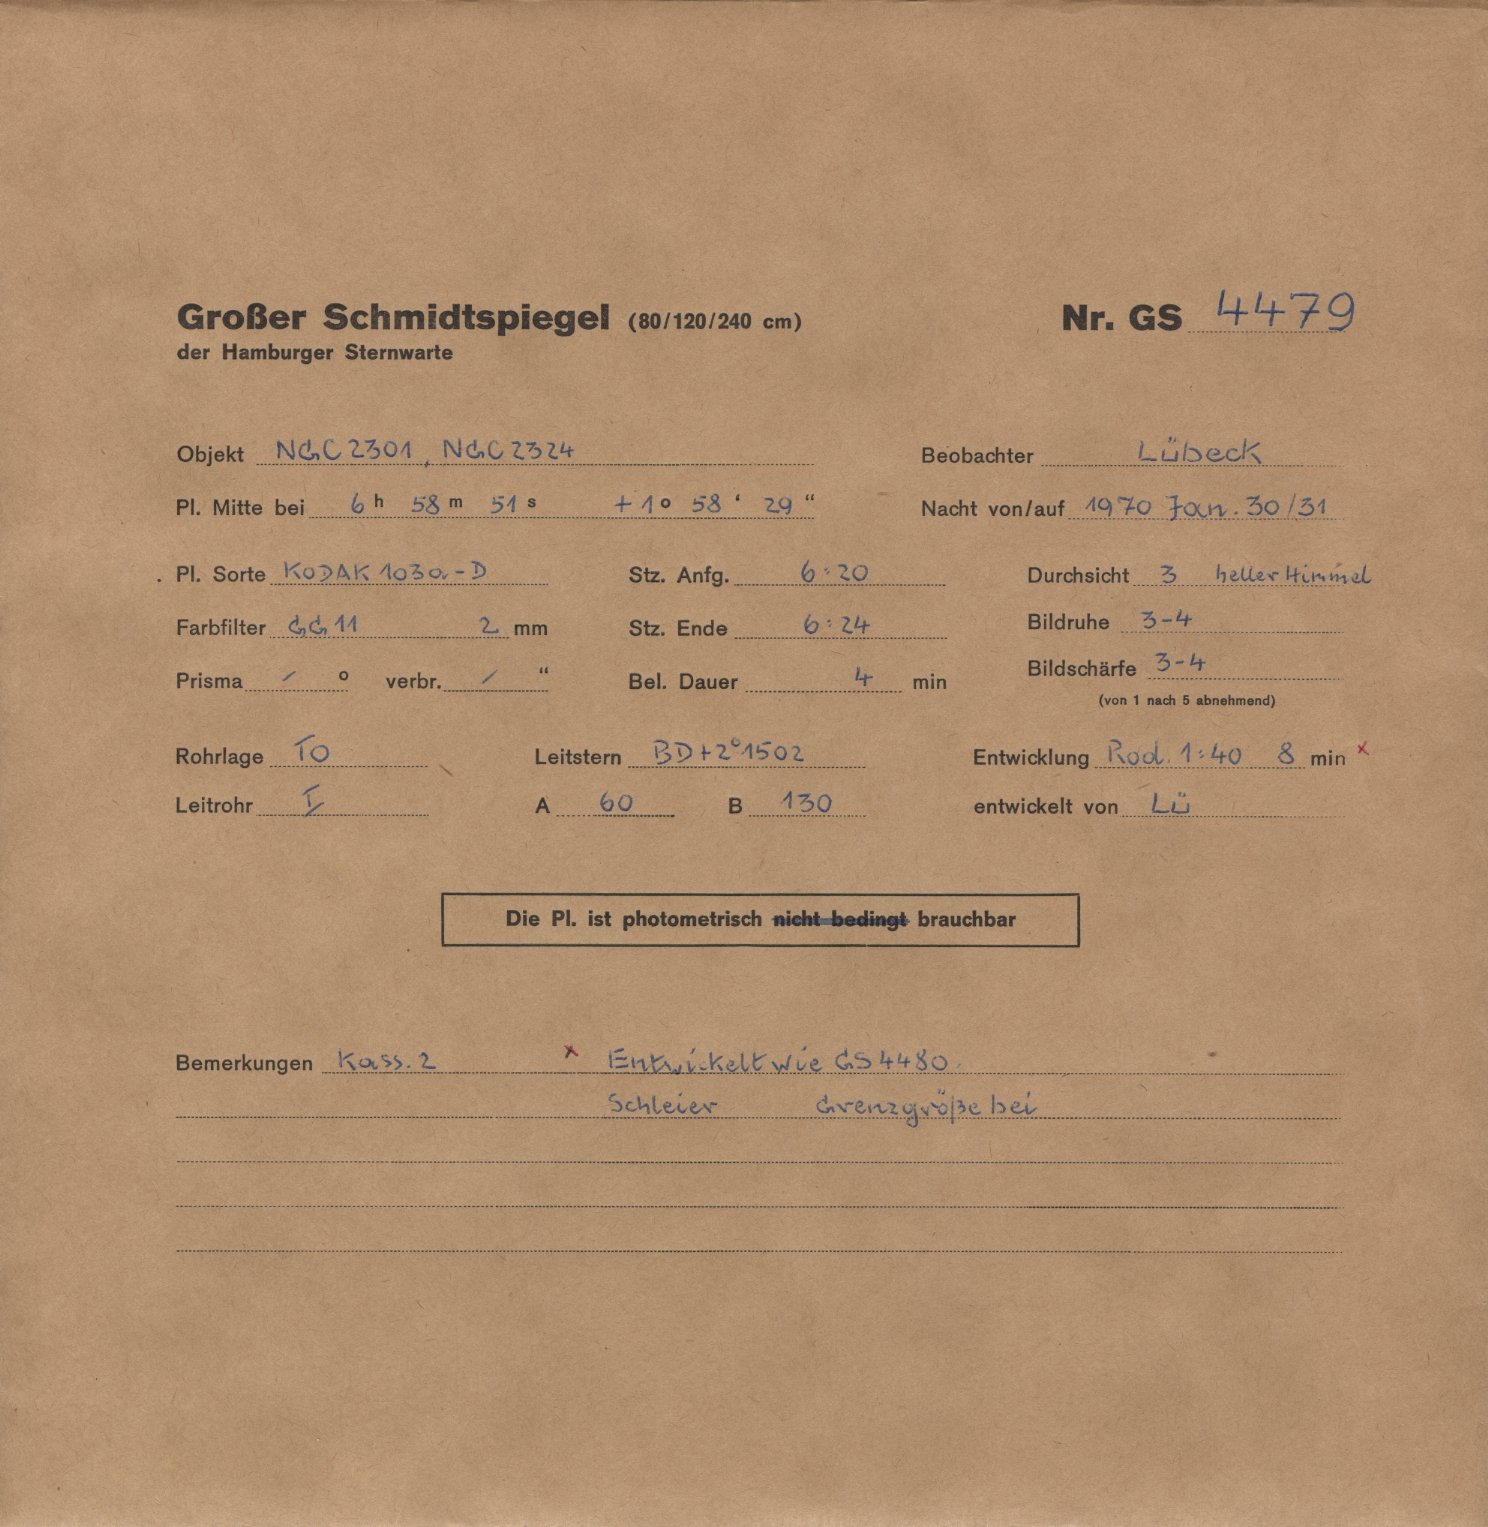 Großer Schmidtspiegel (80/120/240 cm) Nr. GS 4479
der Hamburger Sternwarte
Objekt NGC 2301, NGC 2324 Beobachter Lübeck
Pl. Mitte bei 6 h 58 m 51 s + 1 o 58 ‘ 29 “ Nacht von/auf 1970 Jan. 30/31
Pl. Sorte KODAK 103a-D Stz. Anfg. 6:20 Durchsicht 3 heller Himmel
Farbfilter GG 11 2 mm Stz. Ende 6:24 Bildruhe 3-4
Prisma / o verbr. / “ Bel. Dauer 4 min Bildschärfe 3-4
(von 1 nach 5 abnehmend)
Rohrlage TO Leitstern BD+2°1502 Entwicklung Rod. 1:40 8 min x
Leitrohr I A 60 B 130 entwickelt von Lü
Die Pl. ist photometrisch nicht bedingt brauchbar
Bemerkungen Kass. 2 x Entwickelt wie GS 4480.
Schleier Grenzgröße bei